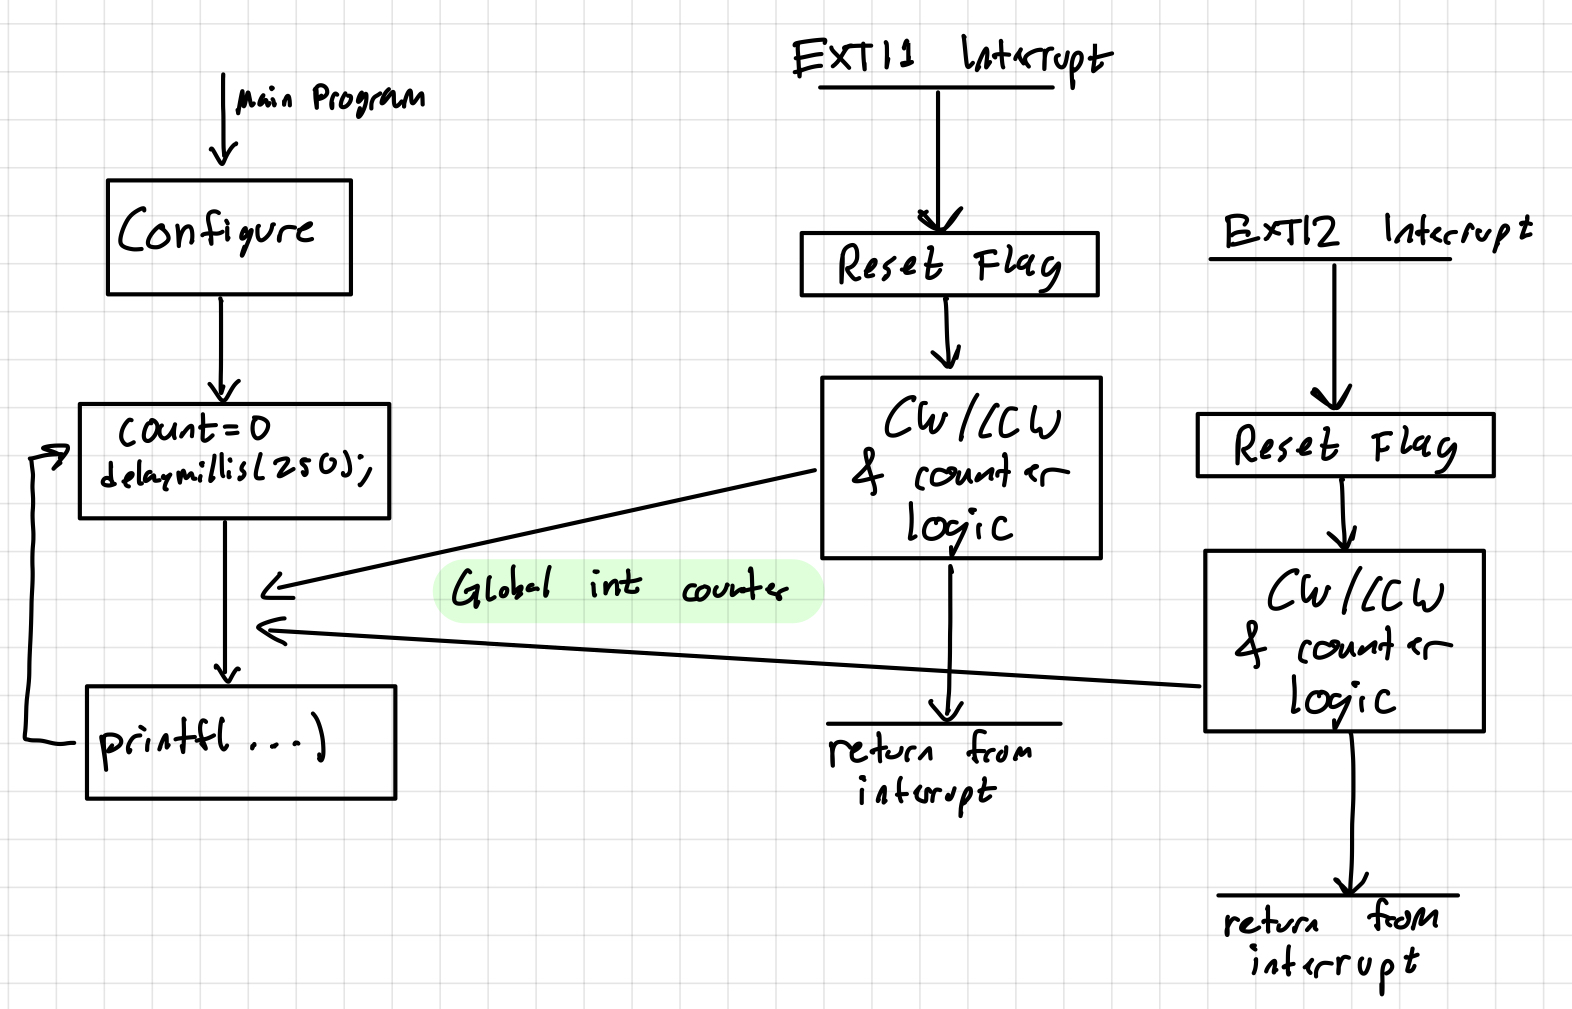 Main Program
Configure
count=0
delaymillis(250);
printf(...)
Global int counter
EXTI1 Interrupt
Reset Flag
CW/CCW
& counter
logic
return from
interrupt
EXTI2 Interrupt
Reset Flag
CW/CCW
& counter
logic
return from
interrupt